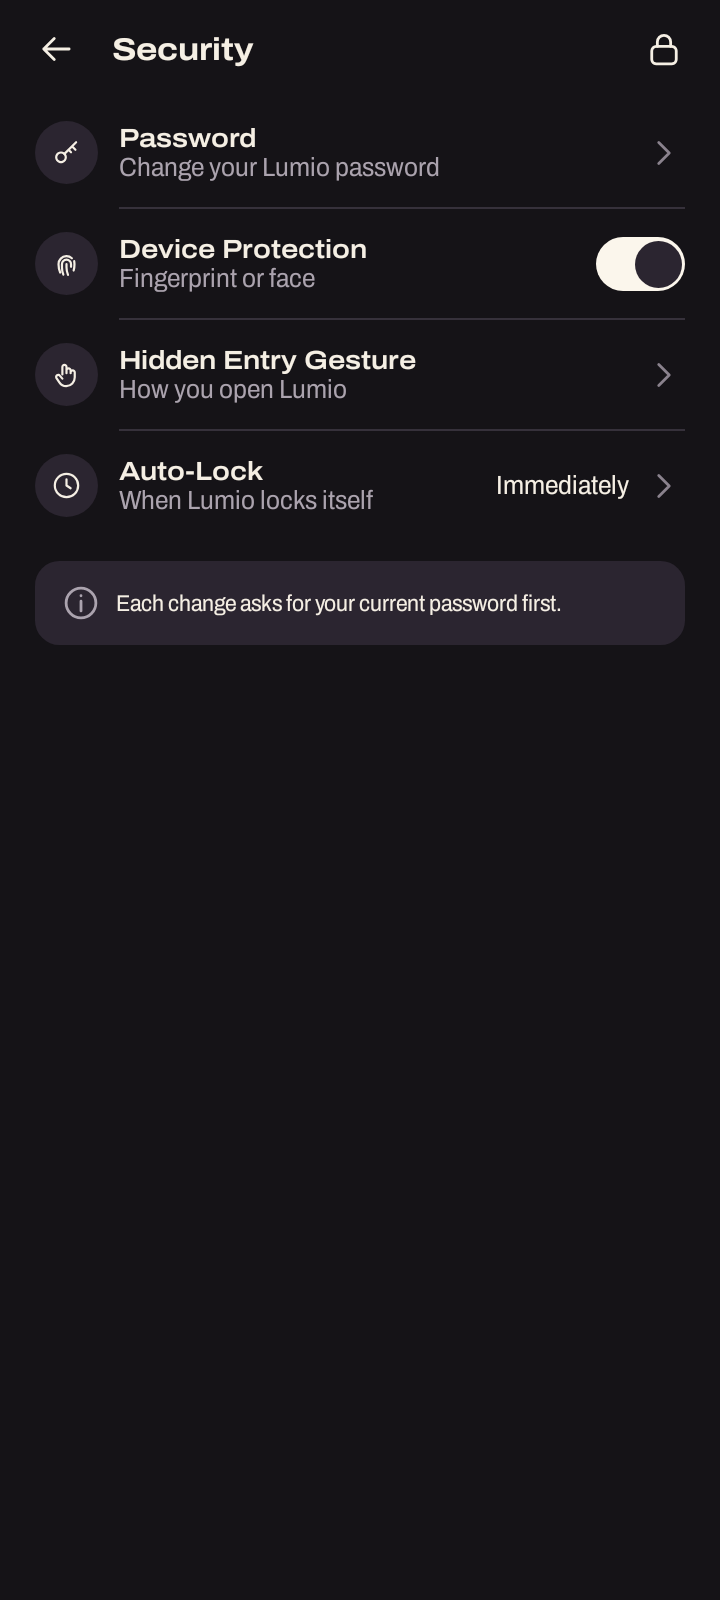 Security
Password
Change your Lumio password
Device Protection
Fingerprint or face
Hidden Entry Gesture
How you open Lumio
Auto-Lock
When Lumio locks itself
Immediately
Each change asks for your current password first.